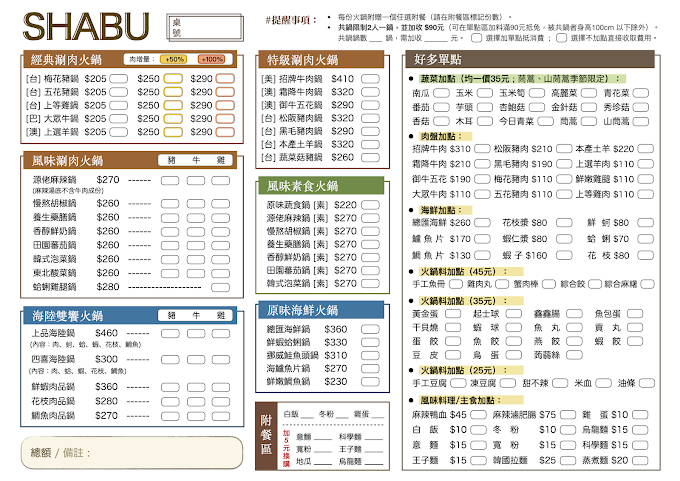 SHABU
桌號
#提醒事項：
• 每份火鍋附贈一個任選附餐（請在附餐區標記份數）。
• 共鍋限制2人一鍋，並加收 $90元（可在單點區加料滿90元抵免，被共鍋者身高100cm 以下除外）。
共鍋鍋數 ___ 鍋，需加收 ______ 元。 選擇加單點抵消費； 選擇不加點直接收取費用。
經典涮肉火鍋 肉增量： +50% +100%
[台] 梅花豬鍋 $205 $250 $290
[台] 五花豬鍋 $205 $250 $290
[台] 上等雞鍋 $205 $250 $290
[巴] 大眾牛鍋 $205 $250 $290
[澳] 上選羊鍋 $205 $250 $290
風味涮肉火鍋 豬 牛 雞
源佬麻辣鍋 $270 ------
(麻辣湯底不含牛肉成份)
慢熬胡椒鍋 $260 ------
養生藥膳鍋 $260 ------
香醇鮮奶鍋 $260 ------
田園蕃茄鍋 $260 ------
韓式泡菜鍋 $260 ------
東北酸菜鍋 $260 ------
蛤蜊雞腿鍋 $280 -------------------
海陸雙饗火鍋 豬 牛 雞
上品海陸鍋 $460 ------
(內容：肉、蚵、蛤、蝦、花枝、鯛魚)
四喜海陸鍋 $300 ------
(內容：肉、蛤、蝦、花枝、鯛魚)
鮮蝦肉品鍋 $360 ------
花枝肉品鍋 $280 ------
鯛魚肉品鍋 $270 ------
總額 / 備註：
特級涮肉火鍋
[美] 招牌牛肉鍋 $410
[澳] 霜降牛肉鍋 $320
[澳] 御牛五花鍋 $290
[台] 松阪豬肉鍋 $320
[台] 黑毛豬肉鍋 $290
[台] 本產羊肉鍋 $320
[台] 蔬菜菇豬鍋 $260
風味素食火鍋
原味蔬食鍋 [素] $220
源佬麻辣鍋 [素] $270
慢熬胡椒鍋 [素] $270
養生藥膳鍋 [素] $270
香醇鮮奶鍋 [素] $270
田園蕃茄鍋 [素] $270
韓式泡菜鍋 [素] $270
原味海鮮火鍋
總匯海鮮鍋 $360
鮮蝦蛤蜊鍋 $330
挪威鮭魚頭鍋 $310
海鱸魚片鍋 $270
鮮嫩鯛魚鍋 $230
附餐區
白飯 ___ 冬粉 ___ 雞蛋 ___
加5元換購
意麵 ___ 科學麵 ___
寬粉 ___ 王子麵 ___
地瓜 ___ 烏龍麵 ___
好多單點
• 蔬菜加點（均一價35元；茼蒿、山茼蒿季節限定）：
南瓜 玉米 玉米筍 高麗菜 青花菜
番茄 芋頭 杏鮑菇 金針菇 秀珍菇
香菇 木耳 今日青菜 茼蒿 山茼蒿
• 肉盤加點：
招牌牛肉 $310 松阪豬肉 $210 本產土羊 $220
霜降牛肉 $210 黑毛豬肉 $190 上選羊肉 $110
御牛五花 $190 梅花豬肉 $110 鮮嫩雞腿 $110
大眾牛肉 $110 五花豬肉 $110 上等雞肉 $110
• 海鮮加點：
總匯海鮮 $260 花枝漿 $80 鮮 蚵 $80
鱸 魚 片 $170 蝦仁漿 $80 蛤 蜊 $70
鯛 魚 片 $130 蝦 子 $160 花 枝 $80
• 火鍋料加點（45元）：
手工魚冊 雞肉丸 蟹肉棒 綜合餃 綜合麻糬
• 火鍋料加點（35元）：
黃金蛋 起士球 鑫鑫腸 魚包蛋
干貝燒 蝦 球 魚 丸 貢 丸
蛋 餃 魚 餃 燕 餃 蝦 餃
豆 皮 鳥 蛋 蒟蒻絲
• 火鍋料加點（25元）：
手工豆腐 凍豆腐 甜不辣 米血 油條
• 風味料理/主食加點：
麻辣鴨血 $45 麻辣滷肥腸 $75 雞 蛋 $10
白 飯 $10 冬 粉 $10 烏龍麵 $15
意 麵 $15 寬 粉 $15 科學麵 $15
王子麵 $15 韓國拉麵 $25 蒸煮麵 $20